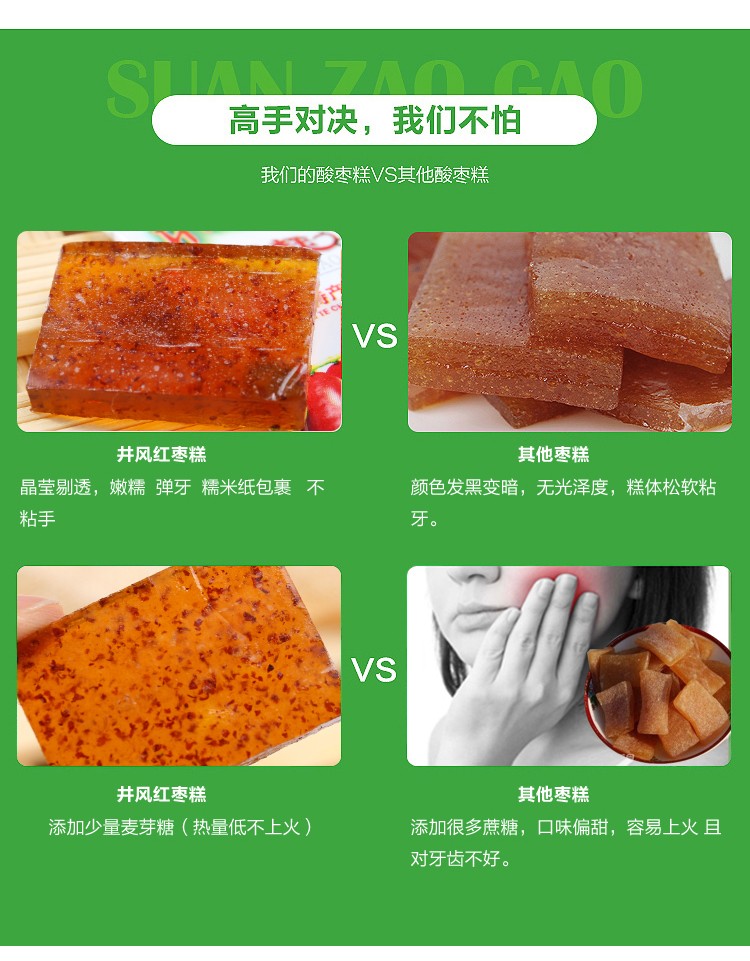 SUAN ZAO GAO
高手对决，我们不怕
我们的酸枣糕VS其他酸枣糕
VS
井风红枣糕
其他枣糕
晶莹剔透，嫩糯 弹牙 糯米纸包裹 不
粘手
颜色发黑变暗，无光泽度，糕体松软粘
牙。
VS
井风红枣糕
其他枣糕
添加少量麦芽糖（热量低不上火）
添加很多蔗糖，口味偏甜，容易上火 且
对牙齿不好。